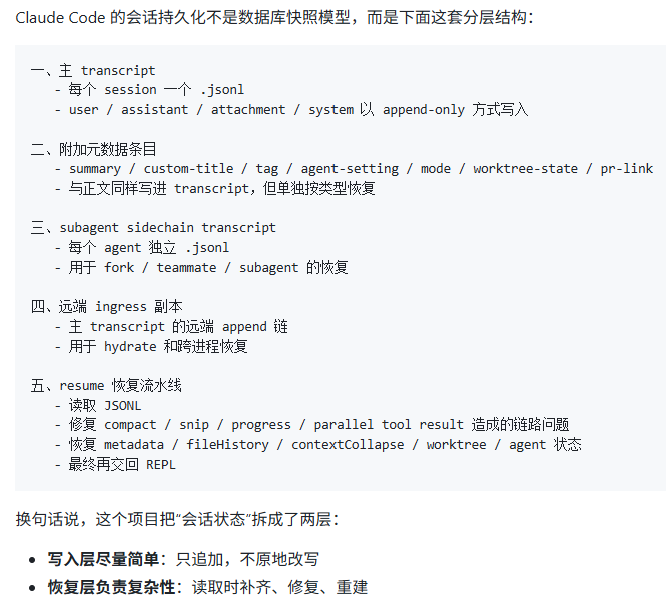 Claude Code 的会话持久化不是数据库快照模型，而是下面这套分层结构：
一、主 transcript
- 每个 session 一个 .jsonl
- user / assistant / attachment / system 以 append-only 方式写入
二、附加元数据条目
- summary / custom-title / tag / agent-setting / mode / worktree-state / pr-link
- 与正文同样写进 transcript，但单独按类型恢复
三、subagent sidechain transcript
- 每个 agent 独立 .jsonl
- 用于 fork / teammate / subagent 的恢复
四、远端 ingress 副本
- 主 transcript 的远端 append 链
- 用于 hydrate 和跨进程恢复
五、resume 恢复流水线
- 读取 JSONL
- 修复 compact / snip / progress / parallel tool result 造成的链路问题
- 恢复 metadata / fileHistory / contextCollapse / worktree / agent 状态
- 最终再交回 REPL
换句话说，这个项目把“会话状态”拆成了两层：
• 写入层尽量简单：只追加，不原地改写
• 恢复层负责复杂性：读取时补齐、修复、重建